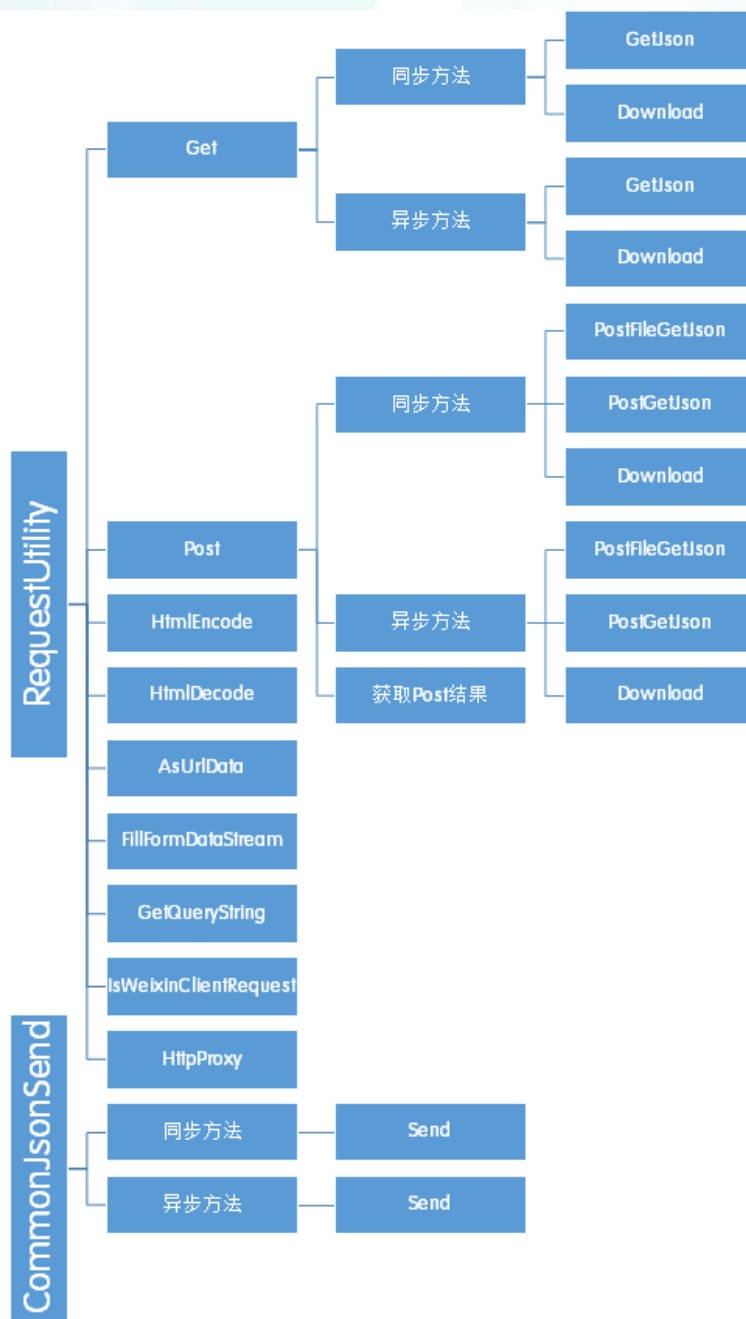 RequestUtility
Get
同步方法
GetJson
Download
异步方法
GetJson
Download
Post
同步方法
PostFileGetJson
PostGetJson
Download
异步方法
PostFileGetJson
PostGetJson
Download
获取Post结果
HtmlEncode
HtmlDecode
AsUrlData
FillFormDataStream
GetQueryString
IsWeixinClientRequest
HttpProxy
CommonJsonSend
同步方法
Send
异步方法
Send